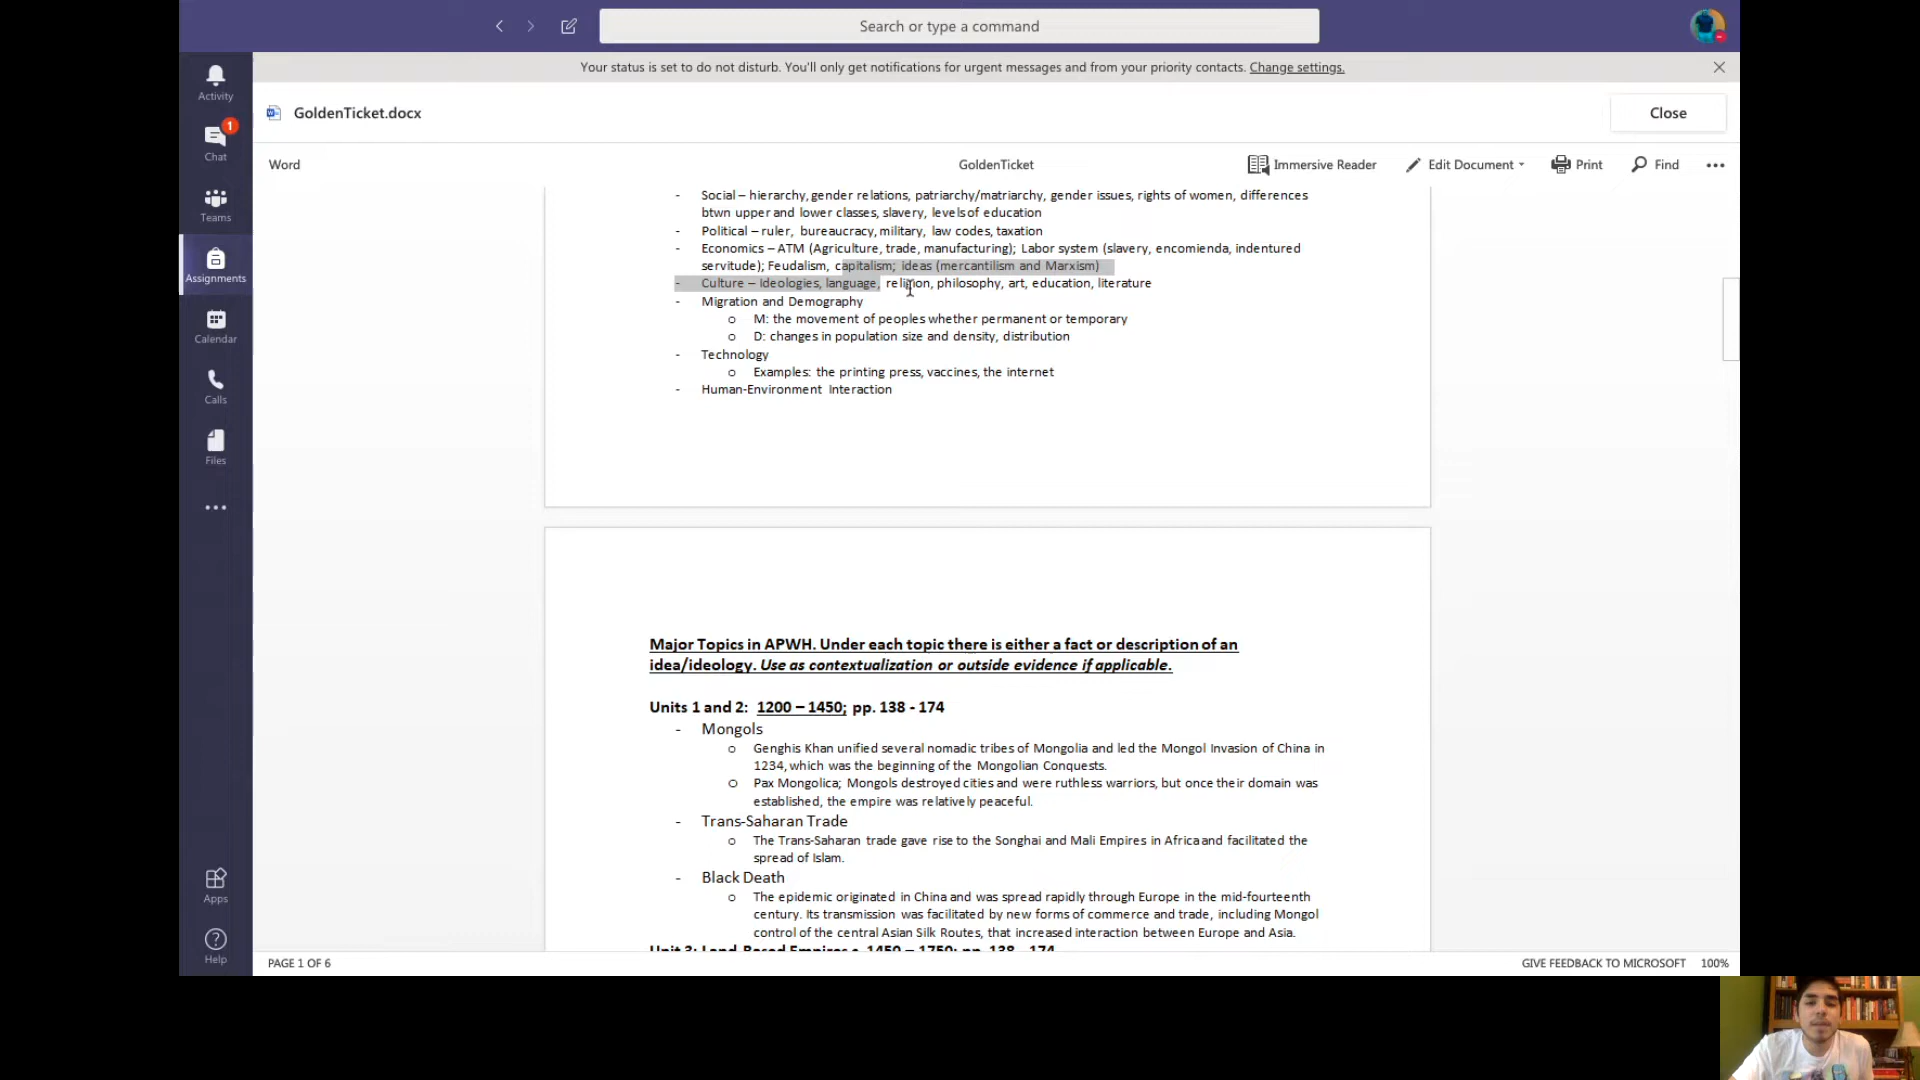 Search or type a command
Your status is set to do not disturb. You'll only get notifications for urgent messages and from your priority contacts. Change settings.
Activity
GoldenTicket.docx
Close
1
Chat
Word
GoldenTicket
Immersive Reader
Edit Document
Print
Find
Teams
Assignments
Calendar
Calls
Files
Apps
Help
- Social – hierarchy, gender relations, patriarchy/matriarchy, gender issues, rights of women, differences
btwn upper and lower classes, slavery, levels of education
- Political – ruler, bureaucracy, military, law codes, taxation
- Economics – ATM (Agriculture, trade, manufacturing); Labor system (slavery, encomienda, indentured
servitude); Feudalism, capitalism; ideas (mercantilism and Marxism)
- Culture – Ideologies, language, religion, philosophy, art, education, literature
- Migration and Demography
o M: the movement of peoples whether permanent or temporary
o D: changes in population size and density, distribution
- Technology
o Examples: the printing press, vaccines, the internet
- Human-Environment Interaction
Major Topics in APWH. Under each topic there is either a fact or description of an
idea/ideology. Use as contextualization or outside evidence if applicable.
Units 1 and 2: 1200 – 1450; pp. 138 - 174
- Mongols
o Genghis Khan unified several nomadic tribes of Mongolia and led the Mongol Invasion of China in
1234, which was the beginning of the Mongolian Conquests.
o Pax Mongolica; Mongols destroyed cities and were ruthless warriors, but once their domain was
established, the empire was relatively peaceful.
- Trans-Saharan Trade
o The Trans-Saharan trade gave rise to the Songhai and Mali Empires in Africa and facilitated the
spread of Islam.
- Black Death
o The epidemic originated in China and was spread rapidly through Europe in the mid-fourteenth
century. Its transmission was facilitated by new forms of commerce and trade, including Mongol
control of the central Asian Silk Routes, that increased interaction between Europe and Asia.
Unit 3: Land-Based Empires c. 1450 – 1750; pp. 138 - 174
PAGE 1 OF 6
GIVE FEEDBACK TO MICROSOFT
100%